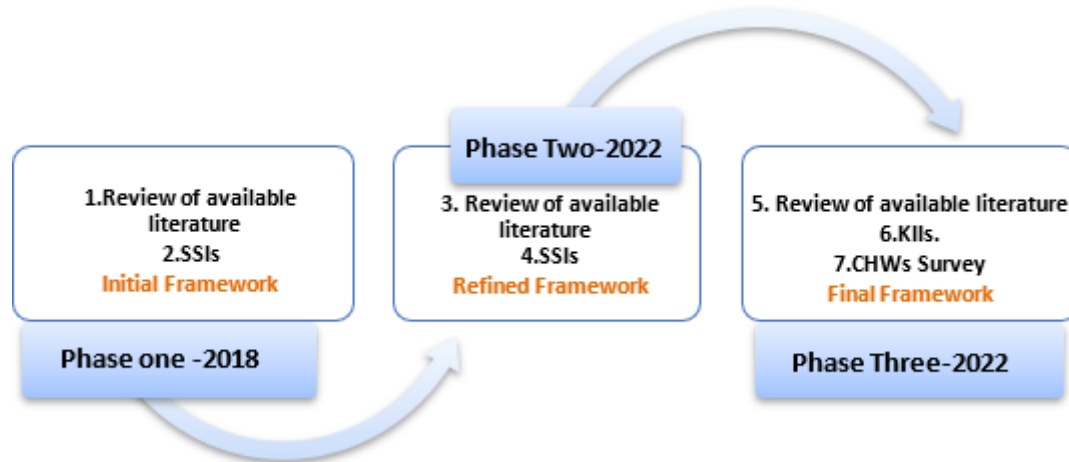 1.Review of available
literature
2.SSIs
Initial Framework
Phase one -2018
Phase Two-2022
3. Review of available
literature
4.SSIs
Refined Framework
5. Review of available literature
6.KIIs.
7.CHWs Survey
Final Framework
Phase Three-2022